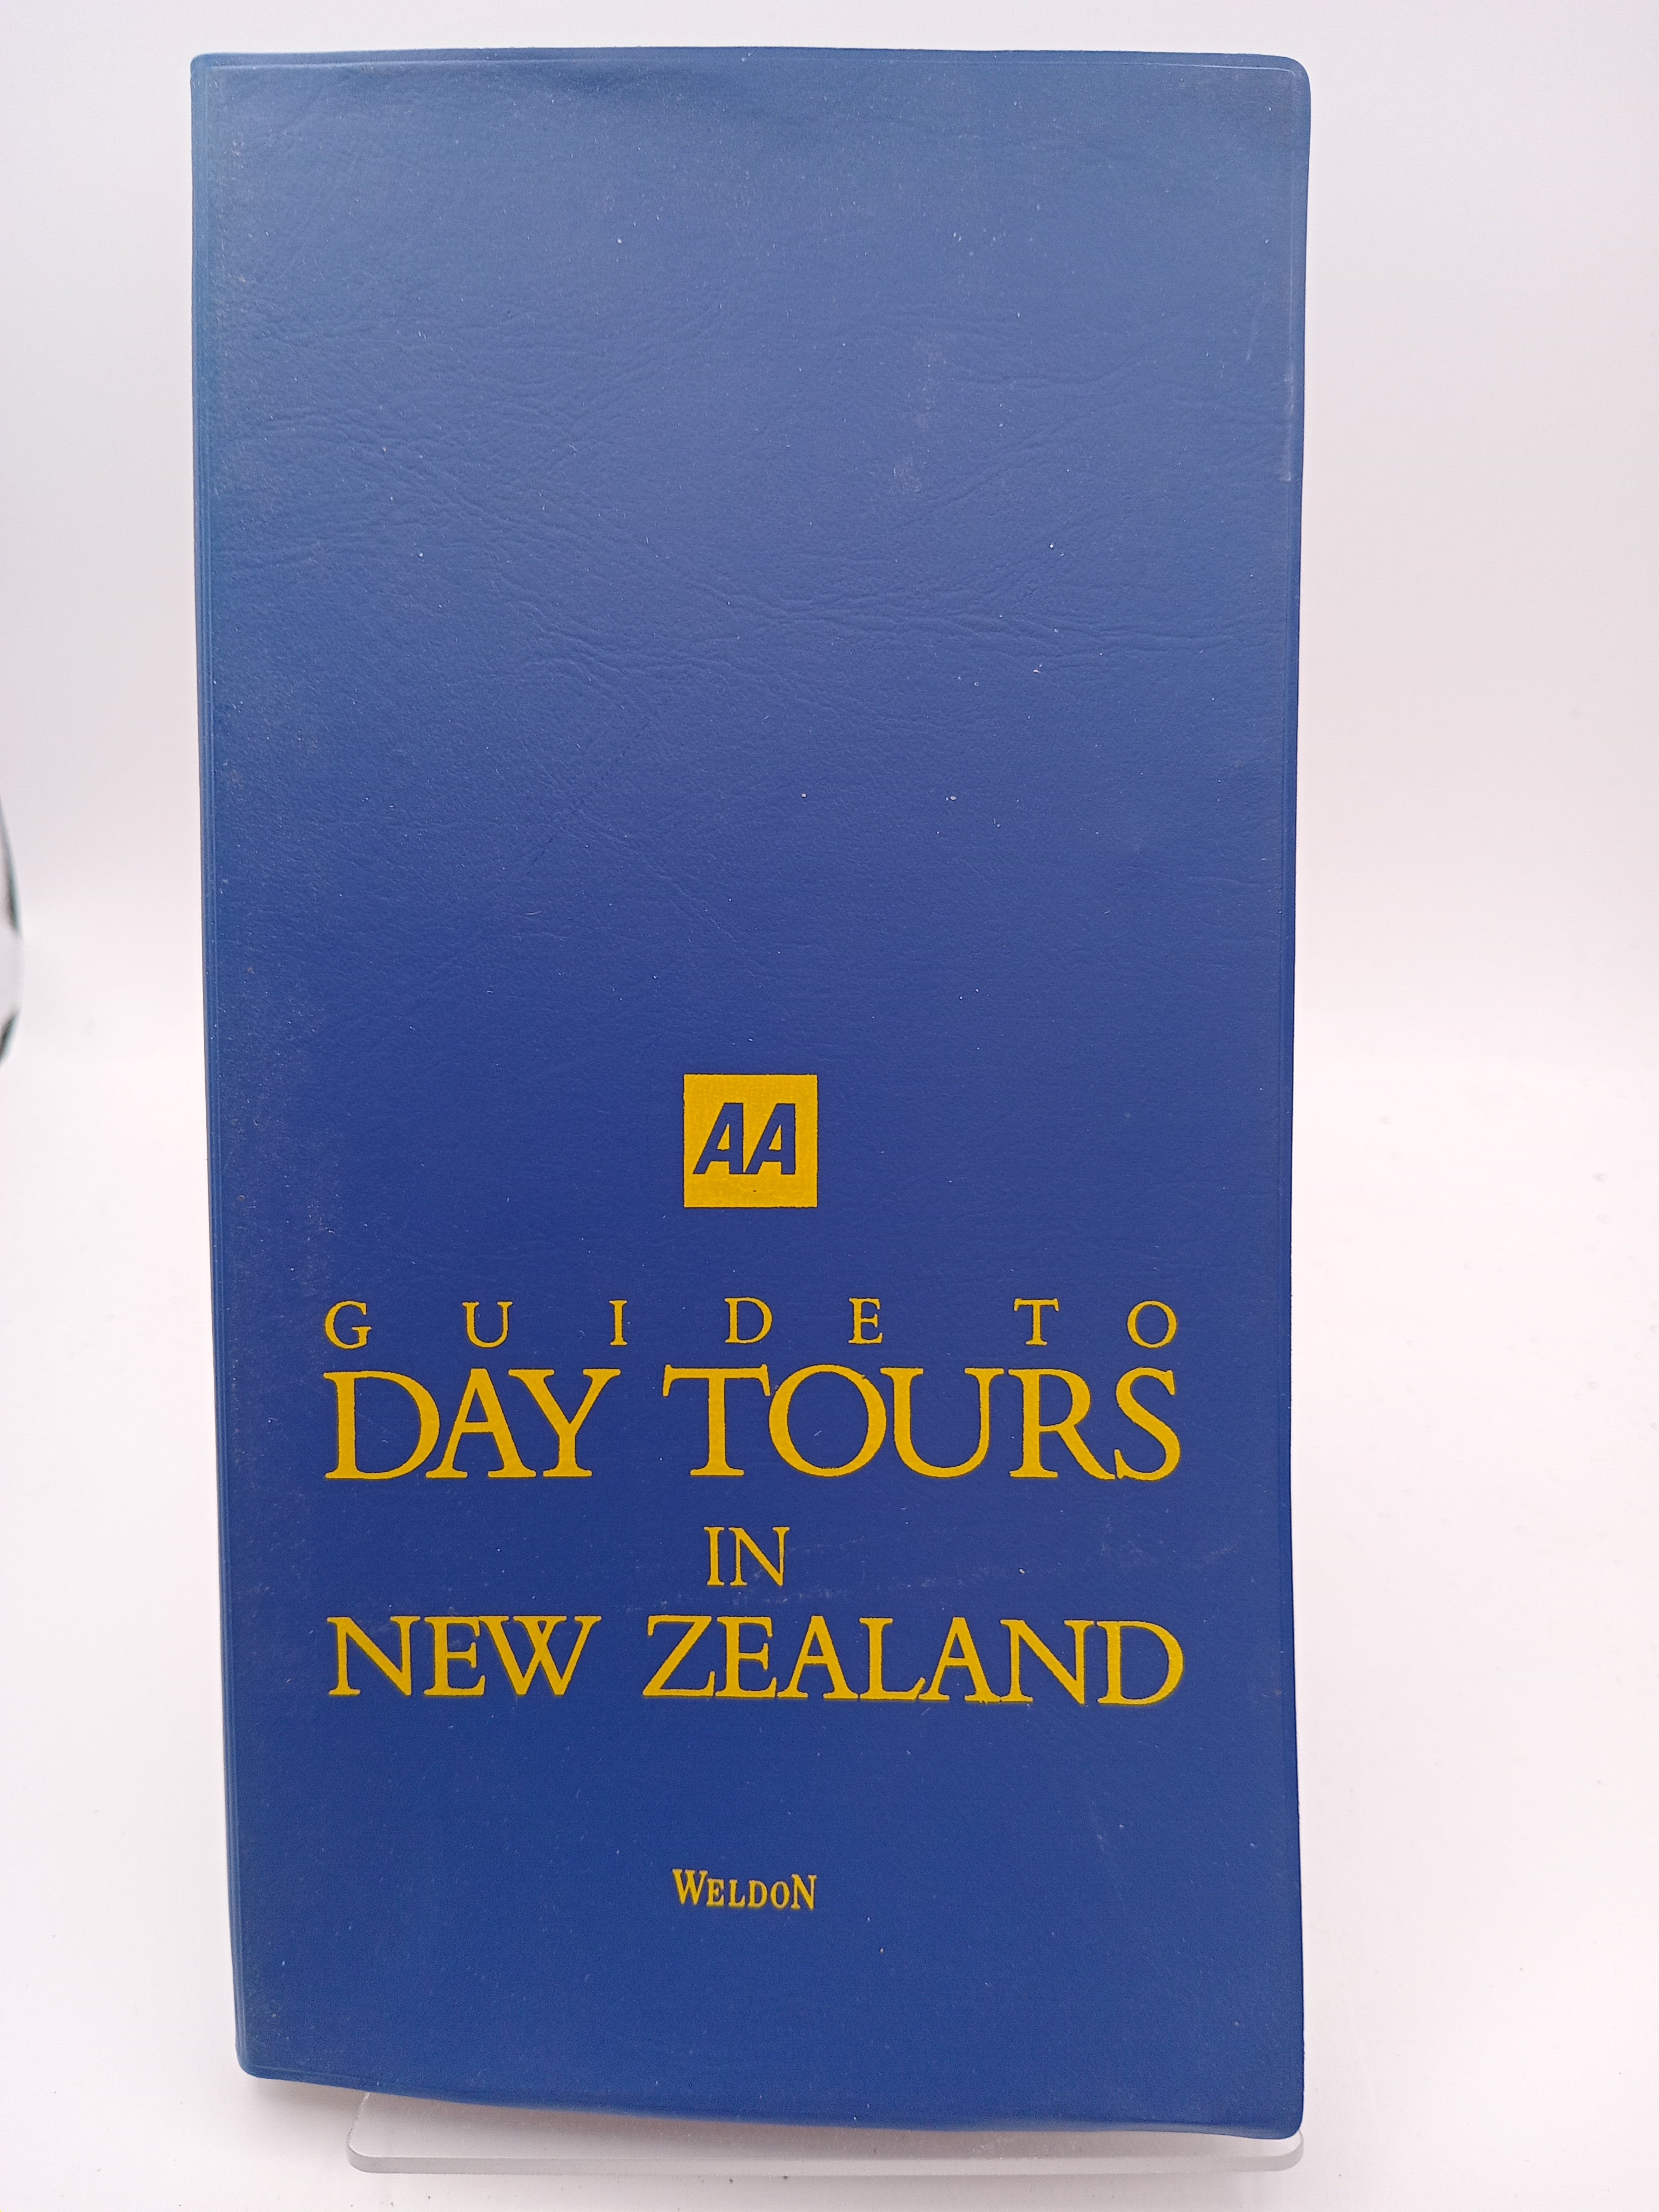 AA
GUIDE TO
DAY TOURS
IN
NEW ZEALAND
WELDON